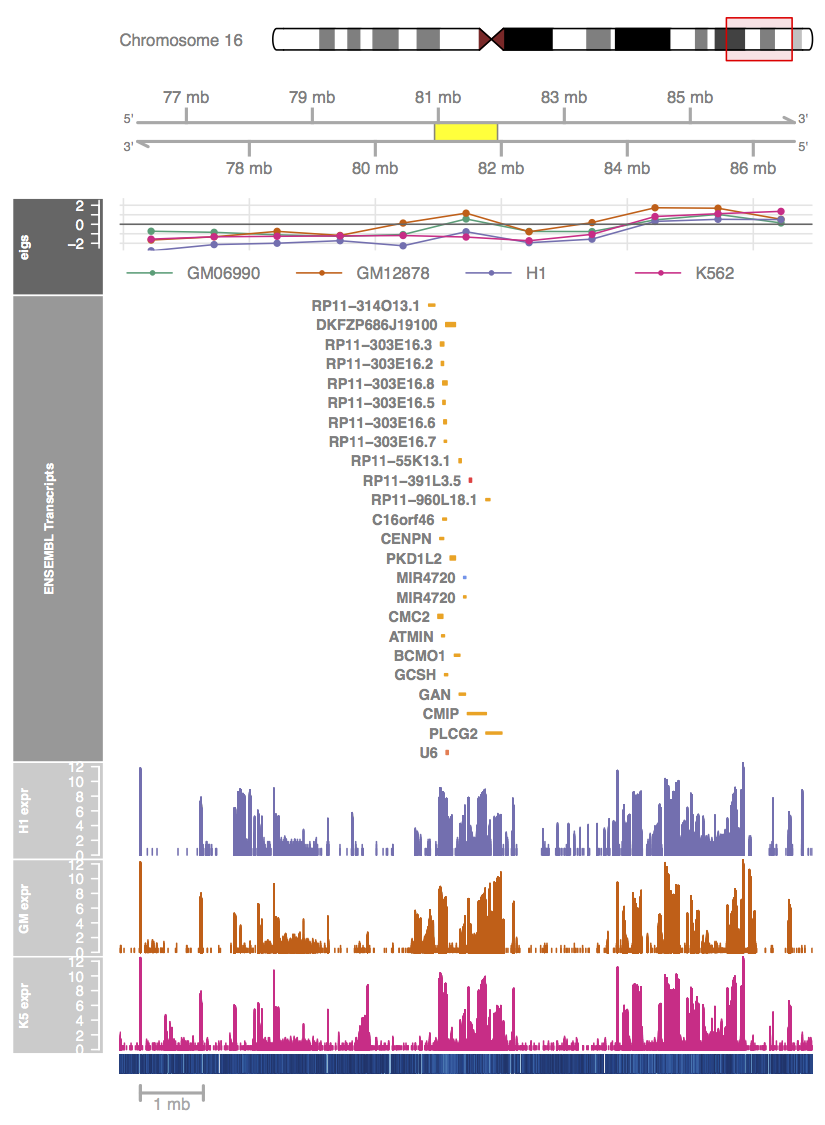 Chromosome 16
77 mb 79 mb 81 mb 83 mb 85 mb
5' 3'
3' 5'
78 mb 80 mb 82 mb 84 mb 86 mb
eigs
2
0
−2
GM06990 GM12878 H1 K562
ENSEMBL Transcripts
RP11−314O13.1
DKFZP686J19100
RP11−303E16.3
RP11−303E16.2
RP11−303E16.8
RP11−303E16.5
RP11−303E16.6
RP11−303E16.7
RP11−55K13.1
RP11−391L3.5
RP11−960L18.1
C16orf46
CENPN
PKD1L2
MIR4720
MIR4720
CMC2
ATMIN
BCMO1
GCSH
GAN
CMIP
PLCG2
U6
H1 expr
12
10
8
6
4
2
0
GM expr
12
10
8
6
4
2
0
K5 expr
12
10
8
6
4
2
0
1 mb